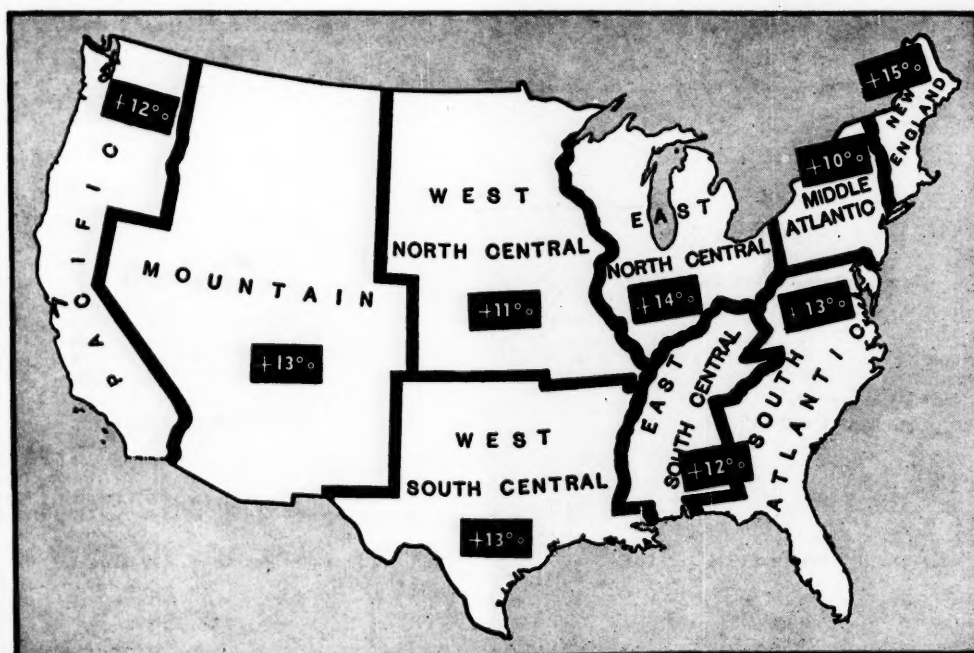 +12%
PACIFIC
MOUNTAIN
+13%
WEST
NORTH CENTRAL
+11%
WEST
SOUTH CENTRAL
+13%
EAST
NORTH CENTRAL
+14%
EAST
SOUTH CENTRAL
+12%
+15%
NEW
ENGLAND
+10%
MIDDLE
ATLANTIC
+13%
SOUTH
ATLANTIC